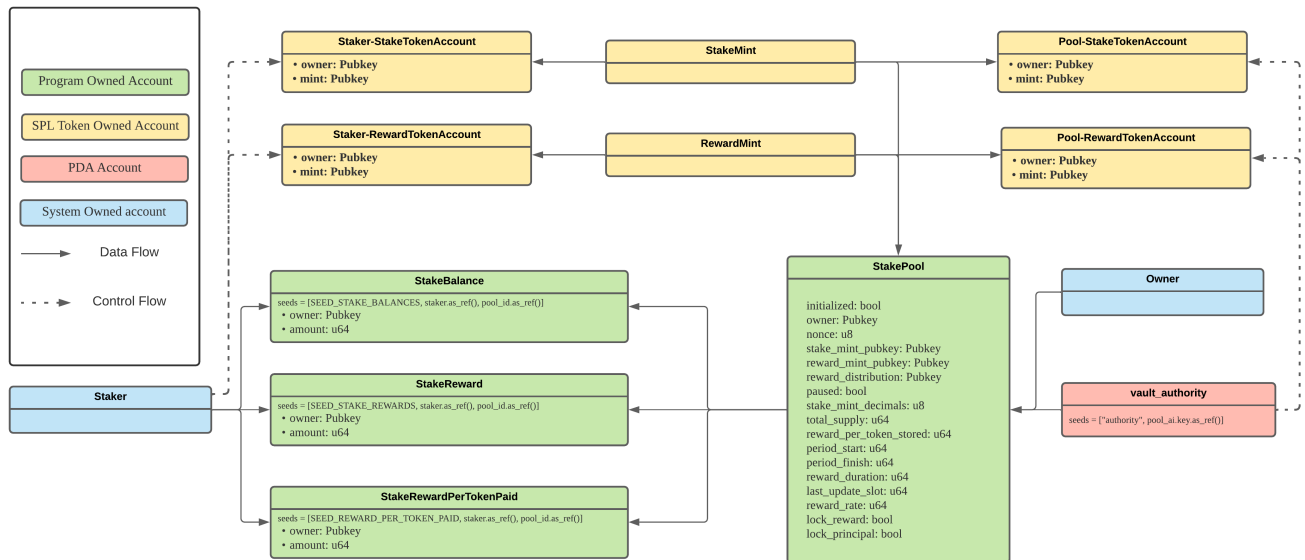 Program Owned Account
SPL Token Owned Account
PDA Account
System Owned account
Data Flow
Control Flow
Staker-StakeTokenAccount
• owner: Pubkey
• mint: Pubkey
StakeMint
Pool-StakeTokenAccount
• owner: Pubkey
• mint: Pubkey
Staker-RewardTokenAccount
• owner: Pubkey
• mint: Pubkey
RewardMint
Pool-RewardTokenAccount
• owner: Pubkey
• mint: Pubkey
Staker
StakeBalance
seeds = [SEED_STAKE_BALANCES, staker.as_ref(), pool_id.as_ref()]
• owner: Pubkey
• amount: u64
StakeReward
seeds = [SEED_STAKE_REWARDS, staker.as_ref(), pool_id.as_ref()]
• owner: Pubkey
• amount: u64
StakeRewardPerTokenPaid
seeds = [SEED_REWARD_PER_TOKEN_PAID, staker.as_ref(), pool_id.as_ref()]
• owner: Pubkey
• amount: u64
StakePool
initialized: bool
owner: Pubkey
nonce: u8
stake_mint_pubkey: Pubkey
reward_mint_pubkey: Pubkey
reward_distribution: Pubkey
paused: bool
stake_mint_decimals: u8
total_supply: u64
reward_per_token_stored: u64
period_start: u64
period_finish: u64
reward_duration: u64
last_update_slot: u64
reward_rate: u64
lock_reward: bool
lock_principal: bool
Owner
vault_authority
seeds = ["authority", pool_ai.key.as_ref()]